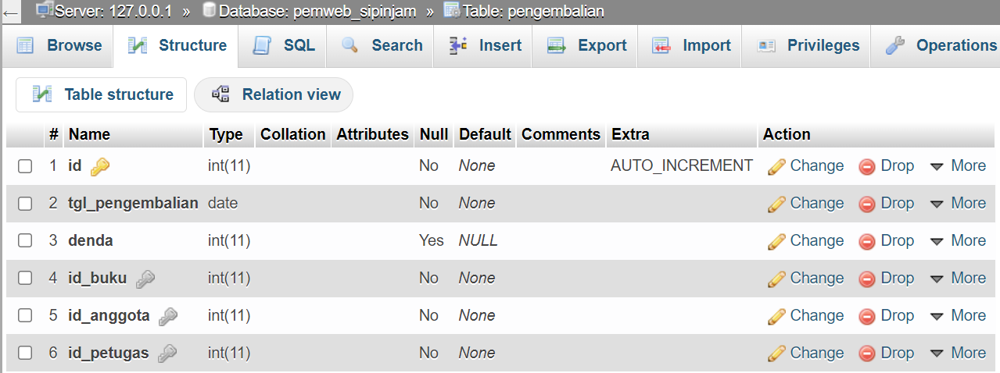 Server: 127.0.0.1 » Database: pemweb_sipinjam » Table: pengembalian
Browse Structure SQL Search Insert Export Import Privileges Operations
Table structure Relation view
# Name Type Collation Attributes Null Default Comments Extra Action
1 id int(11) No None AUTO_INCREMENT Change Drop More
2 tgl_pengembalian date No None Change Drop More
3 denda int(11) Yes NULL Change Drop More
4 id_buku int(11) No None Change Drop More
5 id_anggota int(11) No None Change Drop More
6 id_petugas int(11) No None Change Drop More